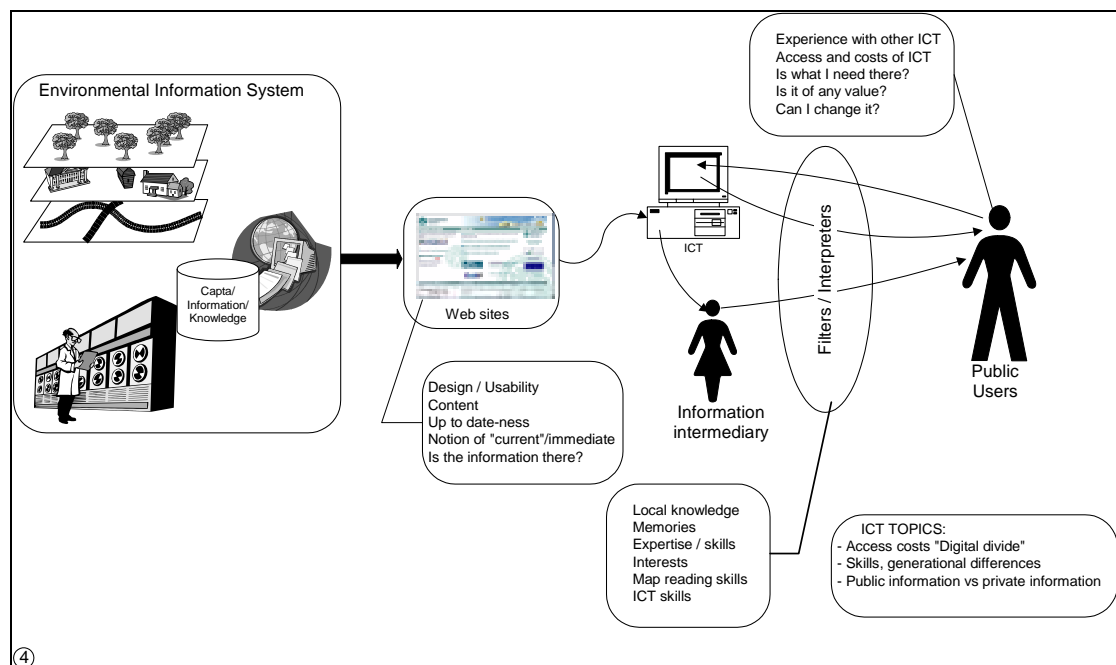 Environmental Information System
Capta/
Information/
Knowledge
Web sites
Design / Usability
Content
Up to date-ness
Notion of "current"/immediate
Is the information there?
ICT
Information
intermediary
Filters / Interpreters
Experience with other ICT
Access and costs of ICT
Is what I need there?
Is it of any value?
Can I change it?
Public
Users
Local knowledge
Memories
Expertise / skills
Interests
Map reading skills
ICT skills
ICT TOPICS:
- Access costs "Digital divide"
- Skills, generational differences
- Public information vs private information
4